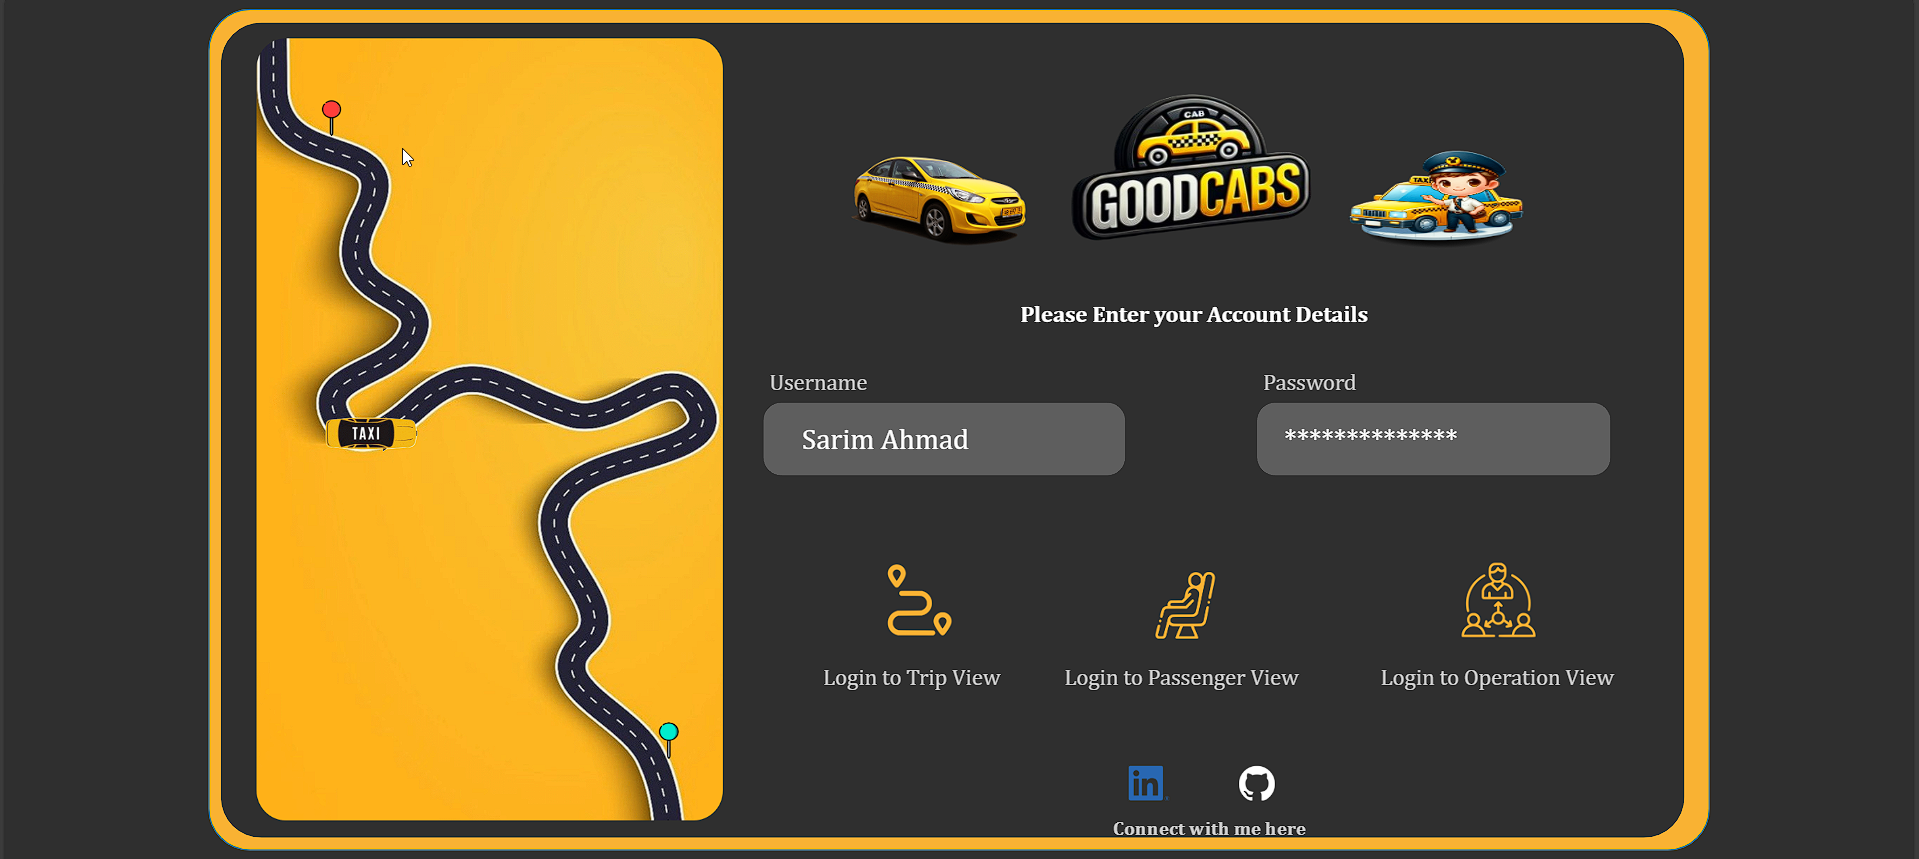 TAXI
CAB
GOODCABS
TAXI
Please Enter your Account Details
Username
Password
Sarim Ahmad
**************
Login to Trip View
Login to Passenger View
Login to Operation View
in
Connect with me here